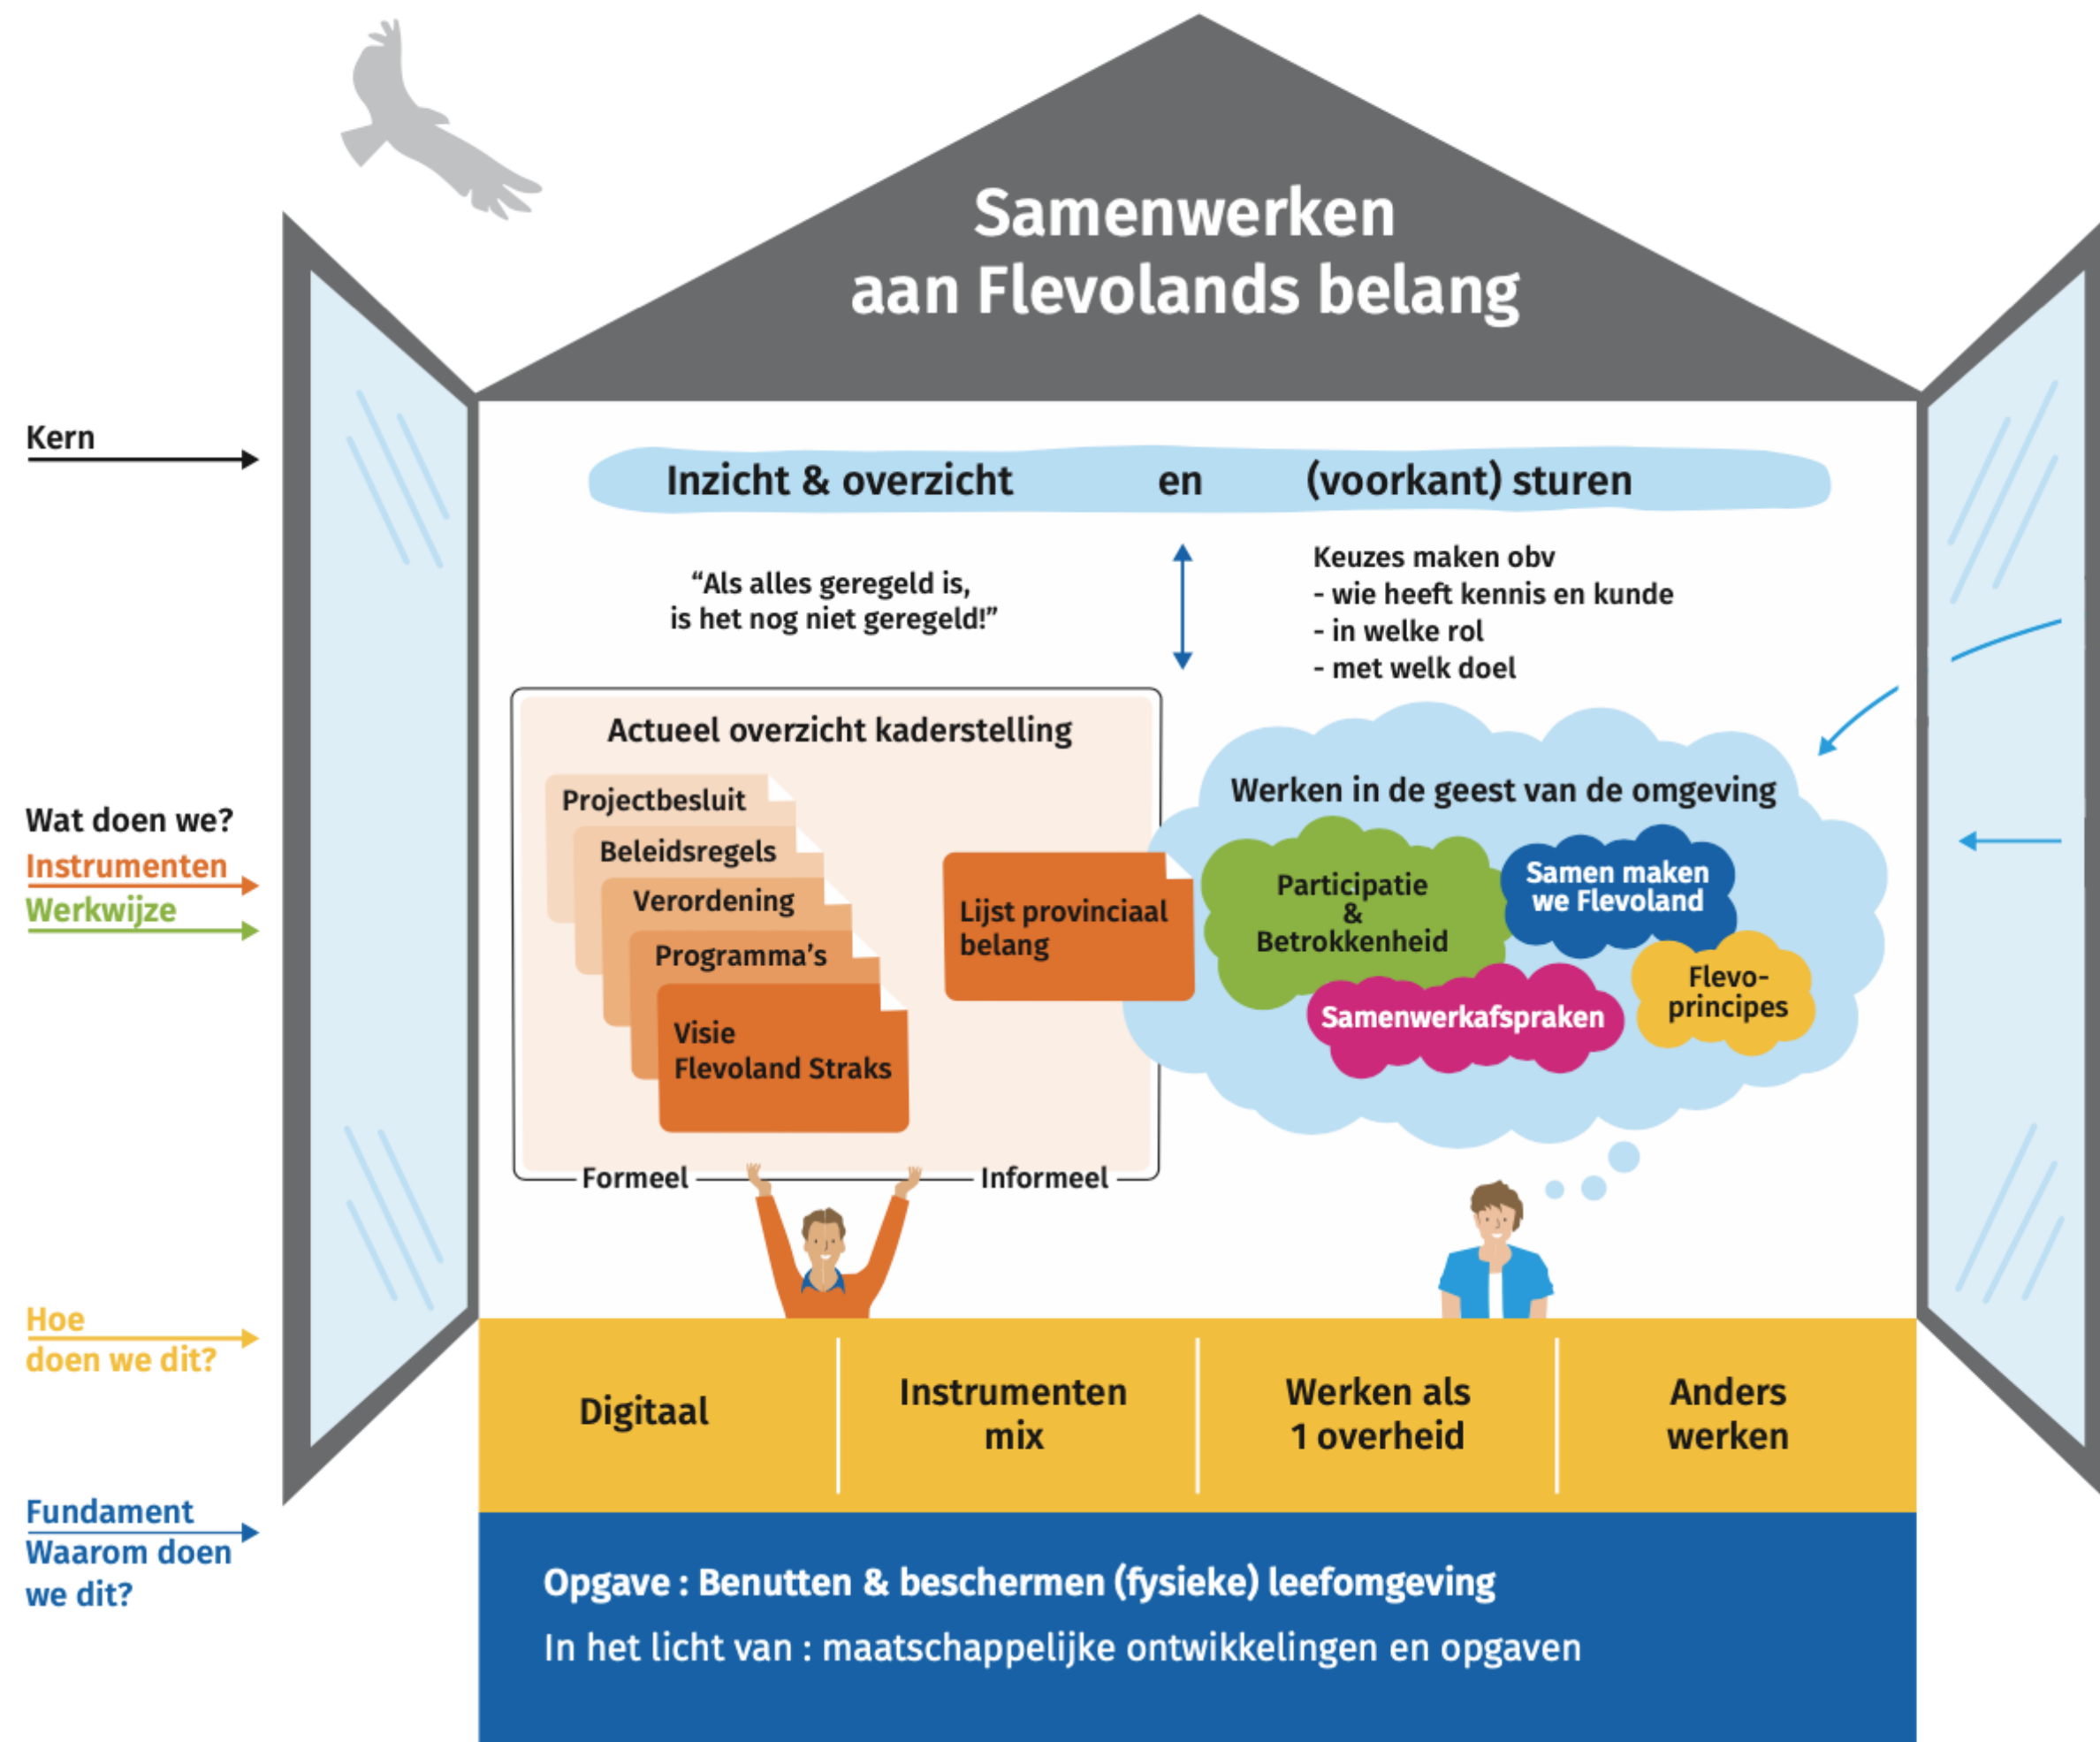 Samenwerken
aan Flevolands belang
Kern
Inzicht & overzicht en (voorkant) sturen
“Als alles geregeld is,
is het nog niet geregeld!”
Keuzes maken obv
- wie heeft kennis en kunde
- in welke rol
- met welk doel
Wat doen we?
Instrumenten
Werkwijze
Actueel overzicht kaderstelling
Projectbesluit
Beleidsregels
Verordening
Programma’s
Visie
Flevoland Straks
Lijst provinciaal
belang
Formeel
Informeel
Werken in de geest van de omgeving
Participatie
&
Betrokkenheid
Samen maken
we Flevoland
Samenwerkafspraken
Flevo-
principes
Hoe
doen we dit?
Digitaal
Instrumenten
mix
Werken als
1 overheid
Anders
werken
Fundament
Waarom doen
we dit?
Opgave : Benutten & beschermen (fysieke) leefomgeving
In het licht van : maatschappelijke ontwikkelingen en opgaven